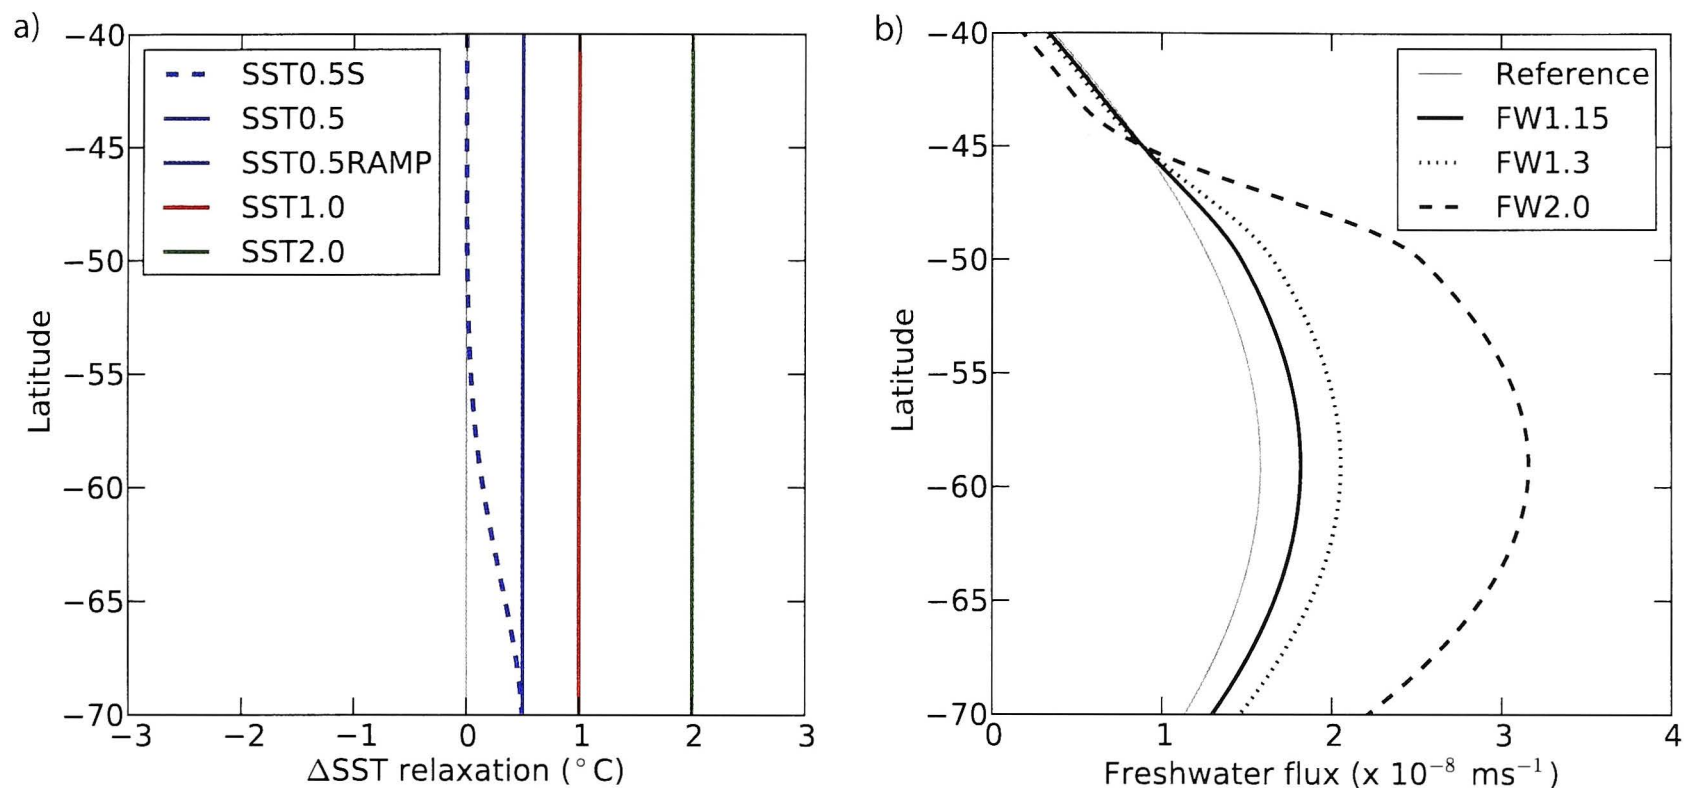 a)
−40
−45
−50
−55
−60
−65
−70
Latitude
SST0.5S
SST0.5
SST0.5RAMP
SST1.0
SST2.0
−3 −2 −1 0 1 2 3
ΔSST relaxation (°C)
b)
−40
−45
−50
−55
−60
−65
−70
Latitude
Reference
FW1.15
FW1.3
FW2.0
0 1 2 3 4
Freshwater flux (x 10⁻⁸ ms⁻¹)